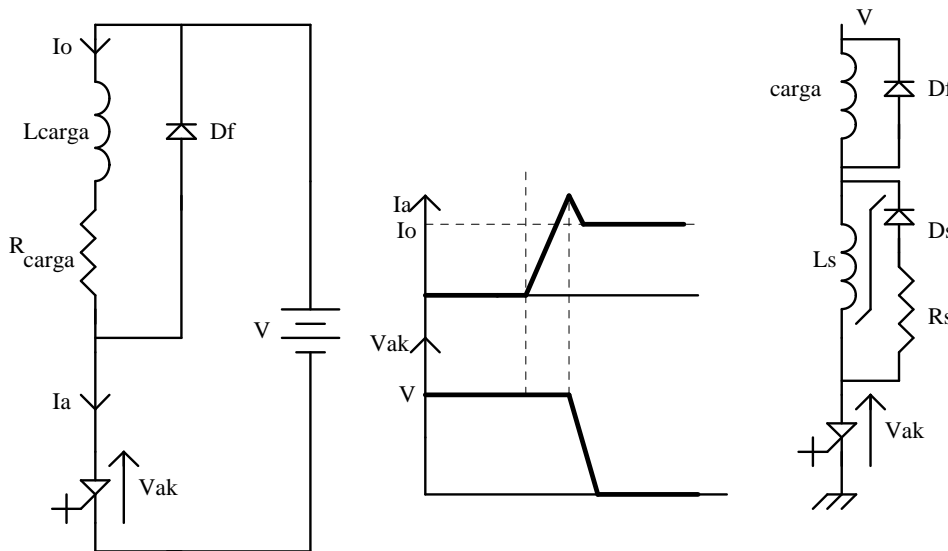 Io
Lcarga
Df
Rcarga
V
Ia
Vak
Ia
Io
Vak
V
V
carga
Df
Ds
Ls
Rs
Vak